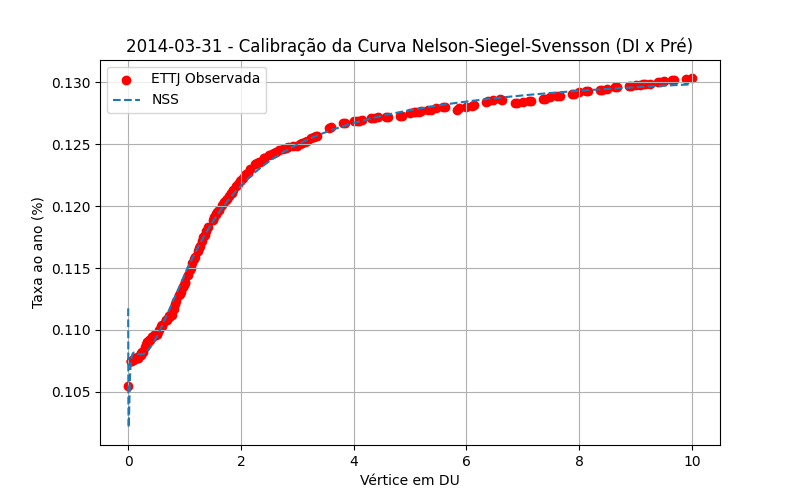 2014-03-31 - Calibração da Curva Nelson-Siegel-Svensson (DI x Pré)
ETTJ Observada
NSS
Taxa ao ano (%)
0.130
0.125
0.120
0.115
0.110
0.105
0 2 4 6 8 10
Vértice em DU